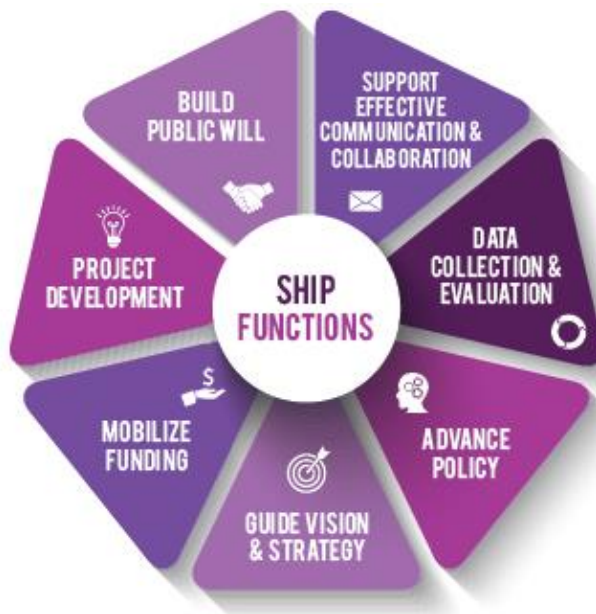 BUILD
PUBLIC WILL
SUPPORT
EFFECTIVE
COMMUNICATION &
COLLABORATION
DATA
COLLECTION &
EVALUATION
ADVANCE
POLICY
GUIDE VISION
& STRATEGY
$
MOBILIZE
FUNDING
PROJECT
DEVELOPMENT
SHIP
FUNCTIONS